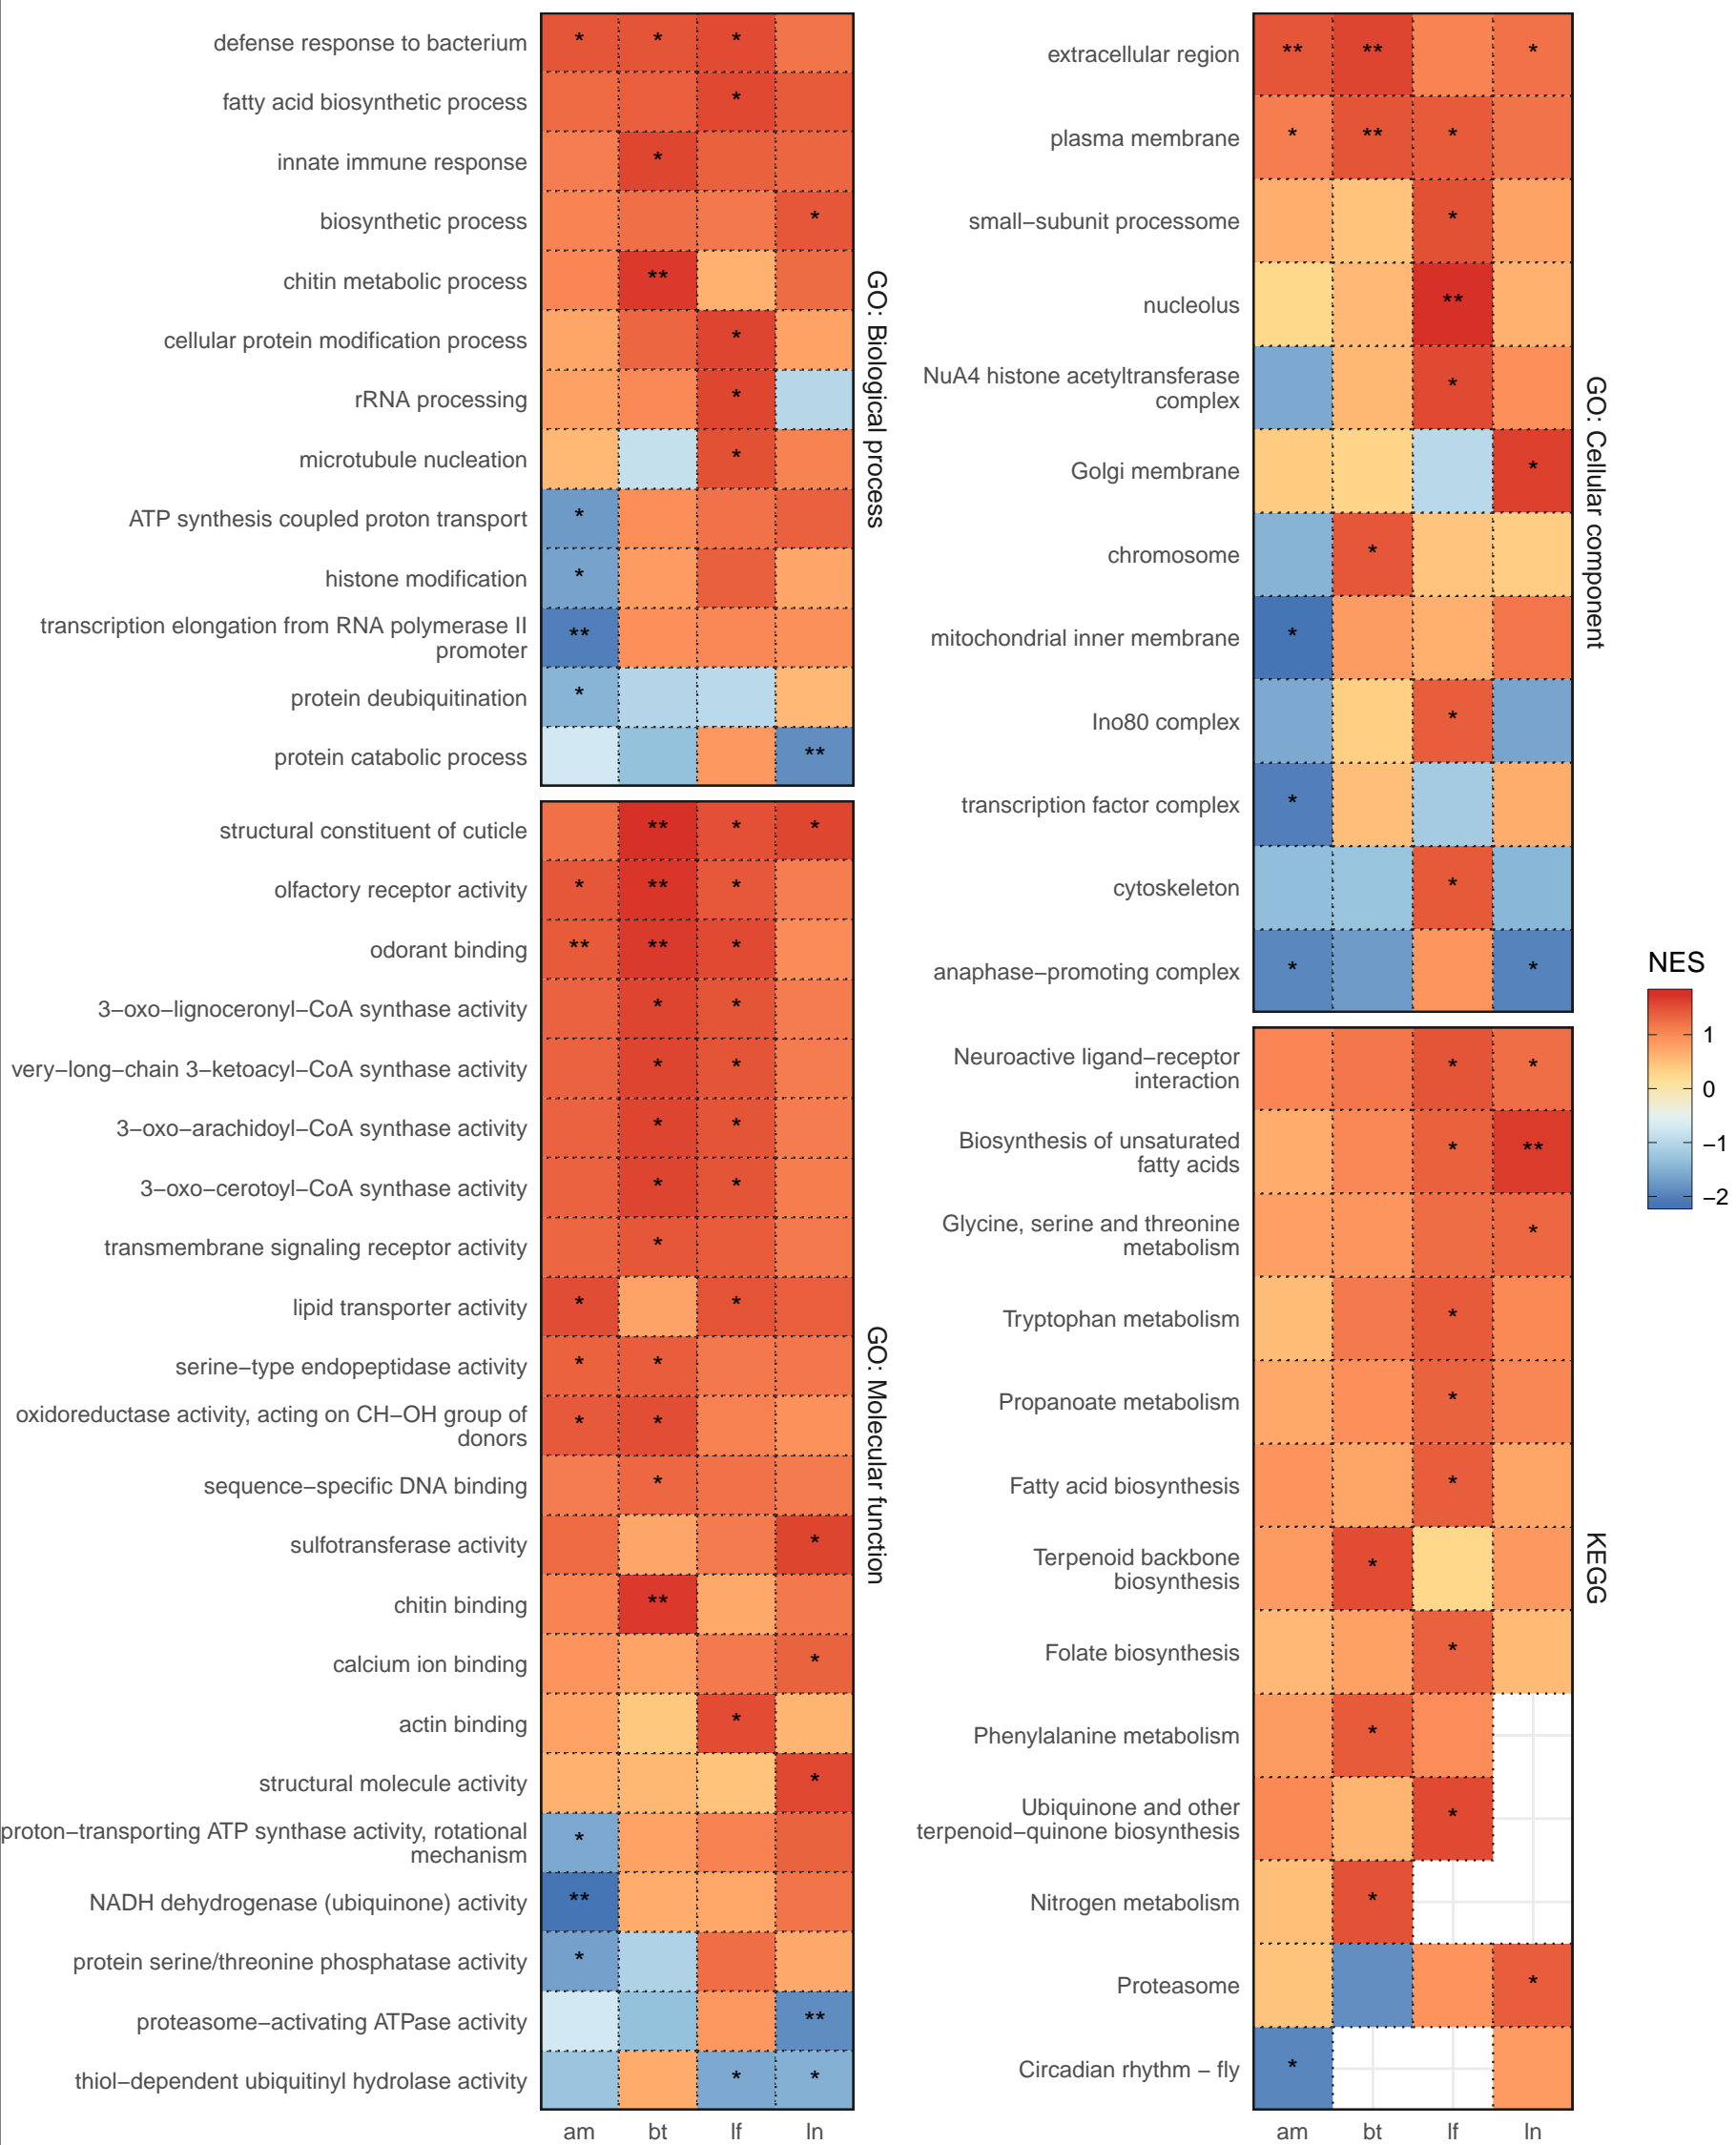 defense response to bacterium
* * *
fatty acid biosynthetic process
*
innate immune response
*
biosynthetic process
*
chitin metabolic process
**
cellular protein modification process
*
rRNA processing
*
microtubule nucleation
*
ATP synthesis coupled proton transport
*
histone modification
*
transcription elongation from RNA polymerase II
promoter
**
protein deubiquitination
*
protein catabolic process
**
GO: Biological process
structural constituent of cuticle
** * *
olfactory receptor activity
* ** *
odorant binding
** ** *
3−oxo−lignoceronyl−CoA synthase activity
* *
very−long−chain 3−ketoacyl−CoA synthase activity
* *
3−oxo−arachidoyl−CoA synthase activity
* *
3−oxo−cerotoyl−CoA synthase activity
* *
transmembrane signaling receptor activity
*
lipid transporter activity
* *
serine−type endopeptidase activity
* *
oxidoreductase activity, acting on CH−OH group of
donors
* *
sequence−specific DNA binding
*
sulfotransferase activity
*
chitin binding
**
calcium ion binding
*
actin binding
*
structural molecule activity
*
proton−transporting ATP synthase activity, rotational
mechanism
*
NADH dehydrogenase (ubiquinone) activity
**
protein serine/threonine phosphatase activity
*
proteasome−activating ATPase activity
**
thiol−dependent ubiquitinyl hydrolase activity
* *
GO: Molecular function
am bt lf ln
extracellular region
** ** *
plasma membrane
* ** *
small−subunit processome
*
nucleolus
**
NuA4 histone acetyltransferase
complex
*
Golgi membrane
*
chromosome
*
mitochondrial inner membrane
*
Ino80 complex
*
transcription factor complex
*
cytoskeleton
*
anaphase−promoting complex
* *
GO: Cellular component
Neuroactive ligand−receptor
interaction
* *
Biosynthesis of unsaturated
fatty acids
* **
Glycine, serine and threonine
metabolism
*
Tryptophan metabolism
*
Propanoate metabolism
*
Fatty acid biosynthesis
*
Terpenoid backbone
biosynthesis
*
Folate biosynthesis
*
Phenylalanine metabolism
*
Ubiquinone and other
terpenoid−quinone biosynthesis
*
Nitrogen metabolism
*
Proteasome
*
Circadian rhythm − fly
*
KEGG
am bt lf ln
NES
1
0
−1
−2